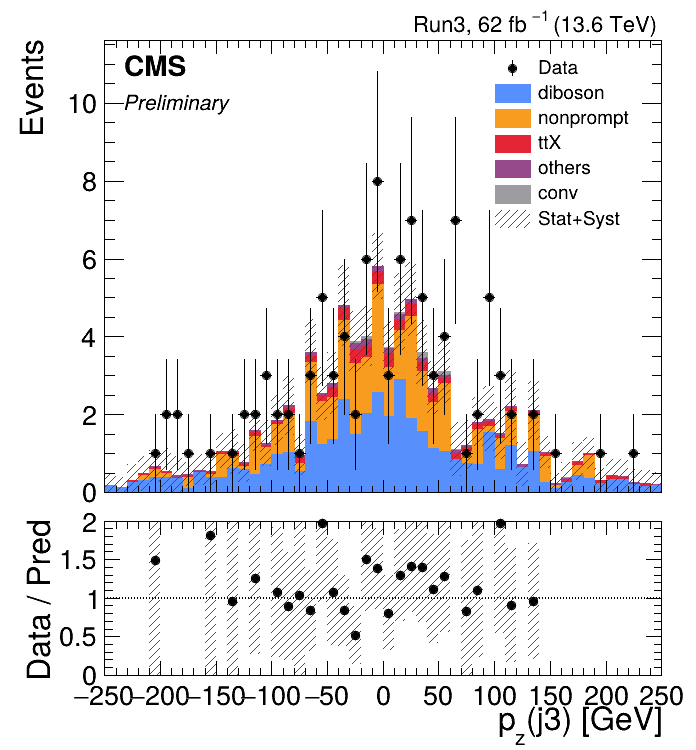 Run3, 62 fb⁻¹ (13.6 TeV)
CMS
Preliminary
Events
10
8
6
4
2
0
Data
diboson
nonprompt
ttX
others
conv
Stat+Syst
Data / Pred
2
1.5
1
0.5
0
−250 −200 −150 −100 −50 0 50 100 150 200 250
p_z(j3) [GeV]